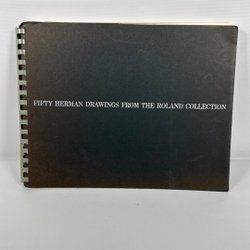 FIFTY HERMAN DRAWINGS FROM THE ROLAND COLLECTION